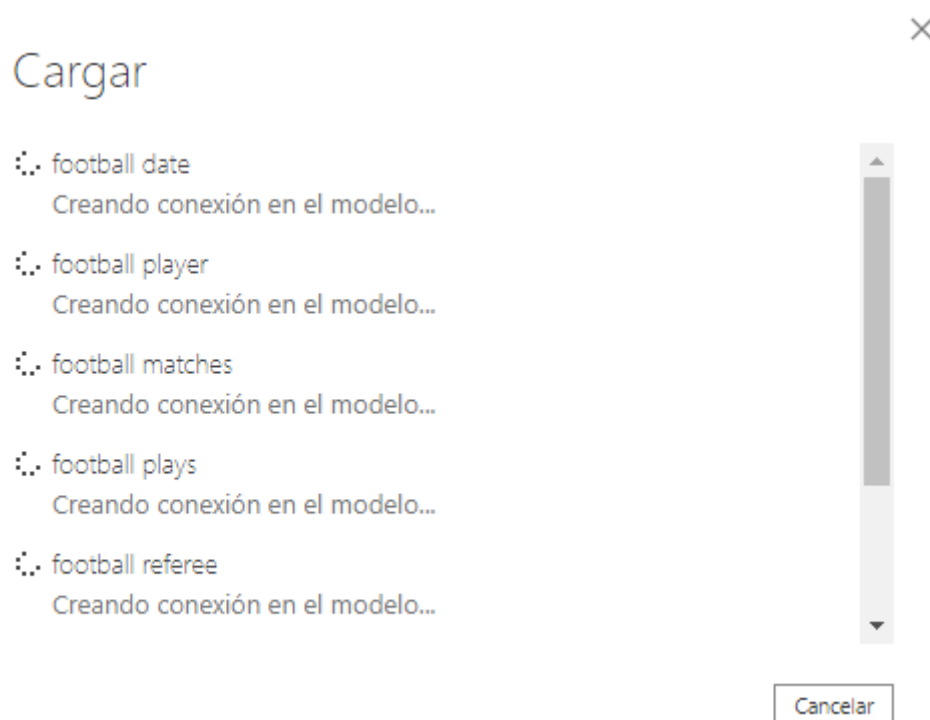 Cargar
football date
Creando conexión en el modelo...
football player
Creando conexión en el modelo...
football matches
Creando conexión en el modelo...
football plays
Creando conexión en el modelo...
football referee
Creando conexión en el modelo...
Cancelar